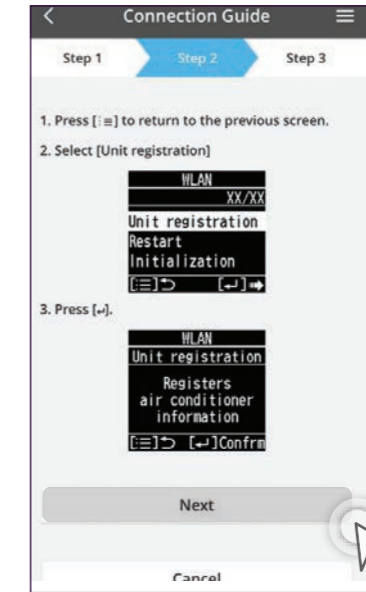 Connection Guide
Step 1 Step 2 Step 3
1. Press [⁝≡] to return to the previous screen.
2. Select [Unit registration]
WLAN
XX/XX
Unit registration
Restart
Initialization
[⁝≡]⮌ [↵]➡
3. Press [↵].
WLAN
Unit registration
Registers
air conditioner
information
[⁝≡]⮌ [↵]Confrm
Next
Cancel